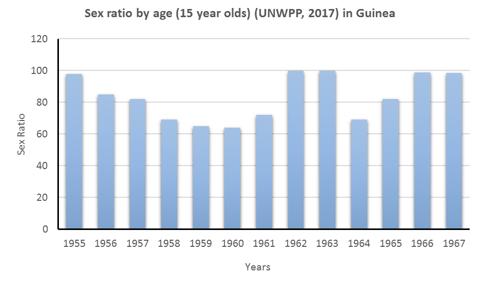 Sex ratio by age (15 year olds) (UNWPP, 2017) in Guinea
120
100
80
60
40
20
0
Sex Ratio
1955 1956 1957 1958 1959 1960 1961 1962 1963 1964 1965 1966 1967
Years